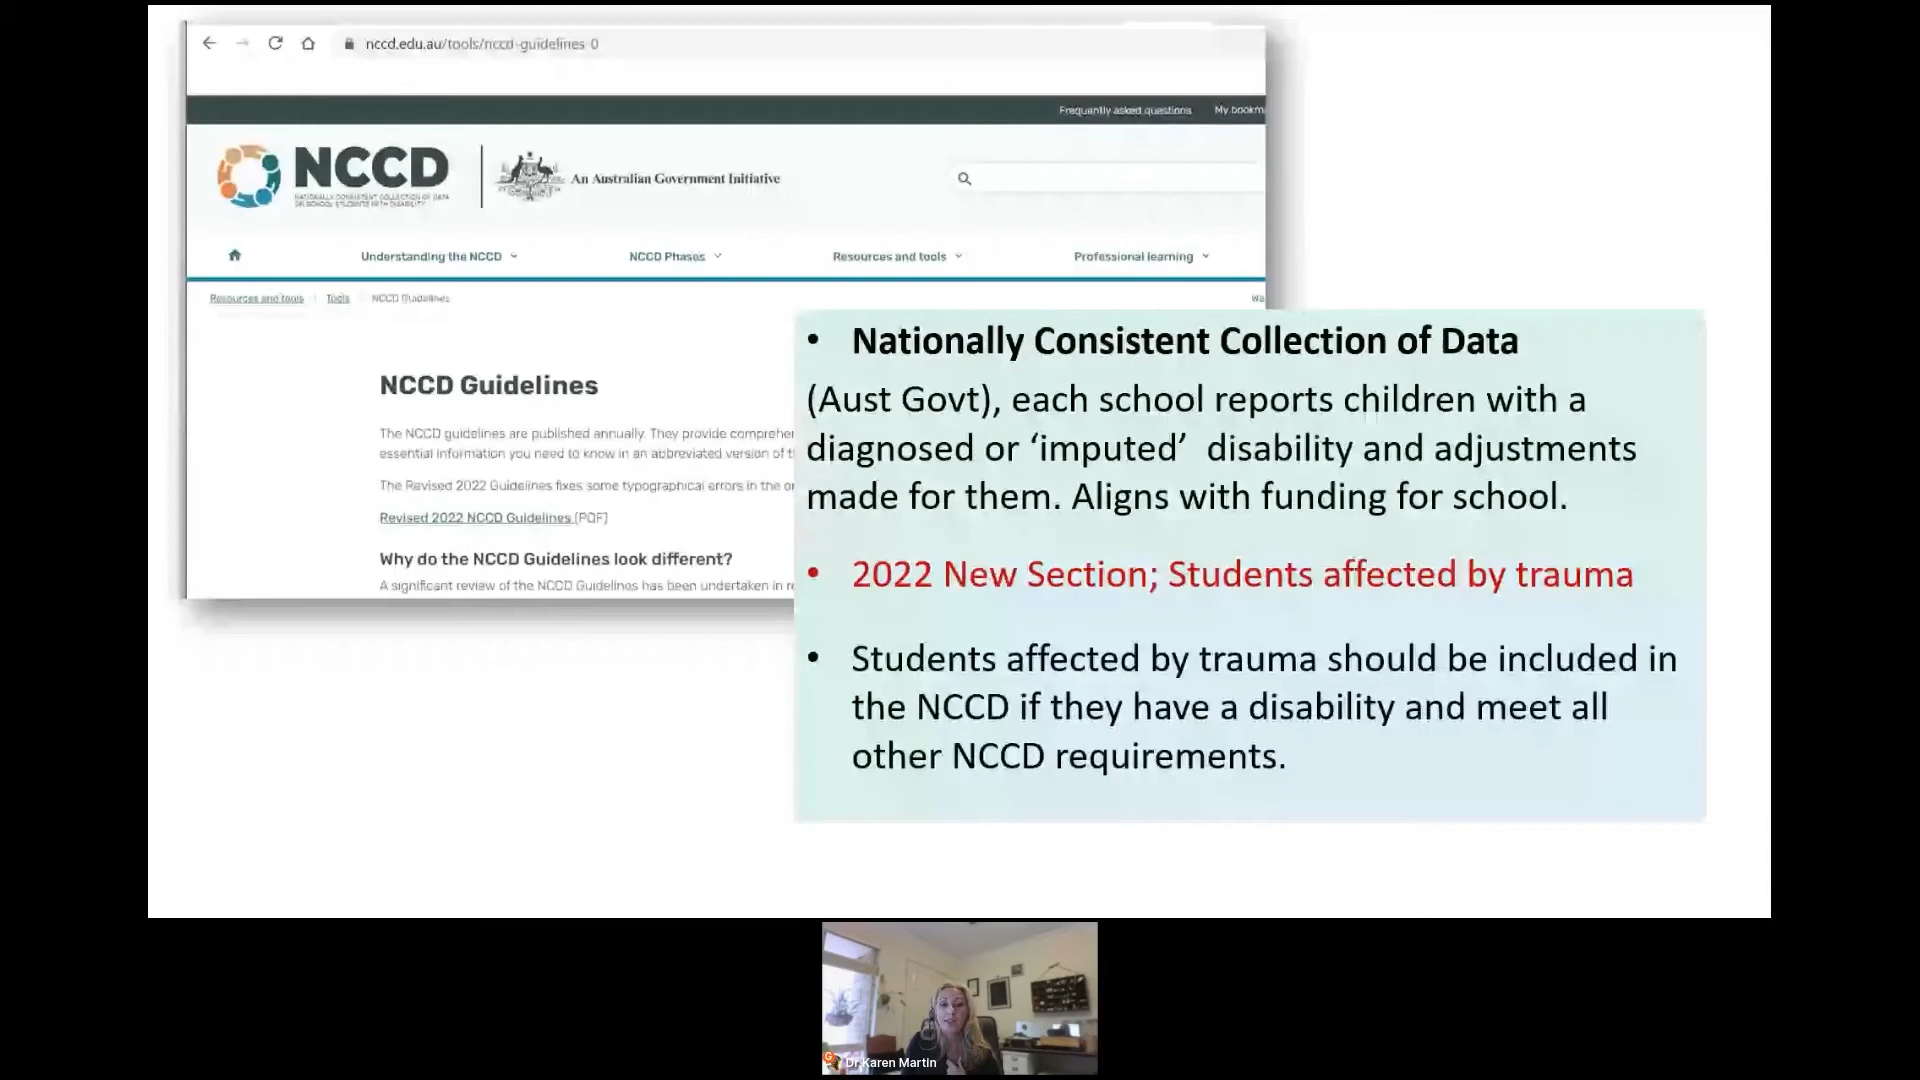 nccd.edu.au/tools/nccd-guidelines-0
Frequently asked questions My bookm
NCCD
NATIONALLY CONSISTENT COLLECTION OF DATA
ON SCHOOL STUDENTS WITH DISABILITY
An Australian Government Initiative
Understanding the NCCD NCCD Phases Resources and tools Professional learning
Resources and tools Tools NCCD Guidelines
NCCD Guidelines
The NCCD guidelines are published annually. They provide
essential information you need to know in an abbreviated version of
The Revised 2022 Guidelines fixes some typographical errors in the
Revised 2022 NCCD Guidelines (PDF)
Why do the NCCD Guidelines look different?
A significant review of the NCCD Guidelines has been undertaken in
• Nationally Consistent Collection of Data
(Aust Govt), each school reports children with a
diagnosed or ‘imputed’ disability and adjustments
made for them. Aligns with funding for school.
• 2022 New Section; Students affected by trauma
• Students affected by trauma should be included in
the NCCD if they have a disability and meet all
other NCCD requirements.
Dr Karen Martin